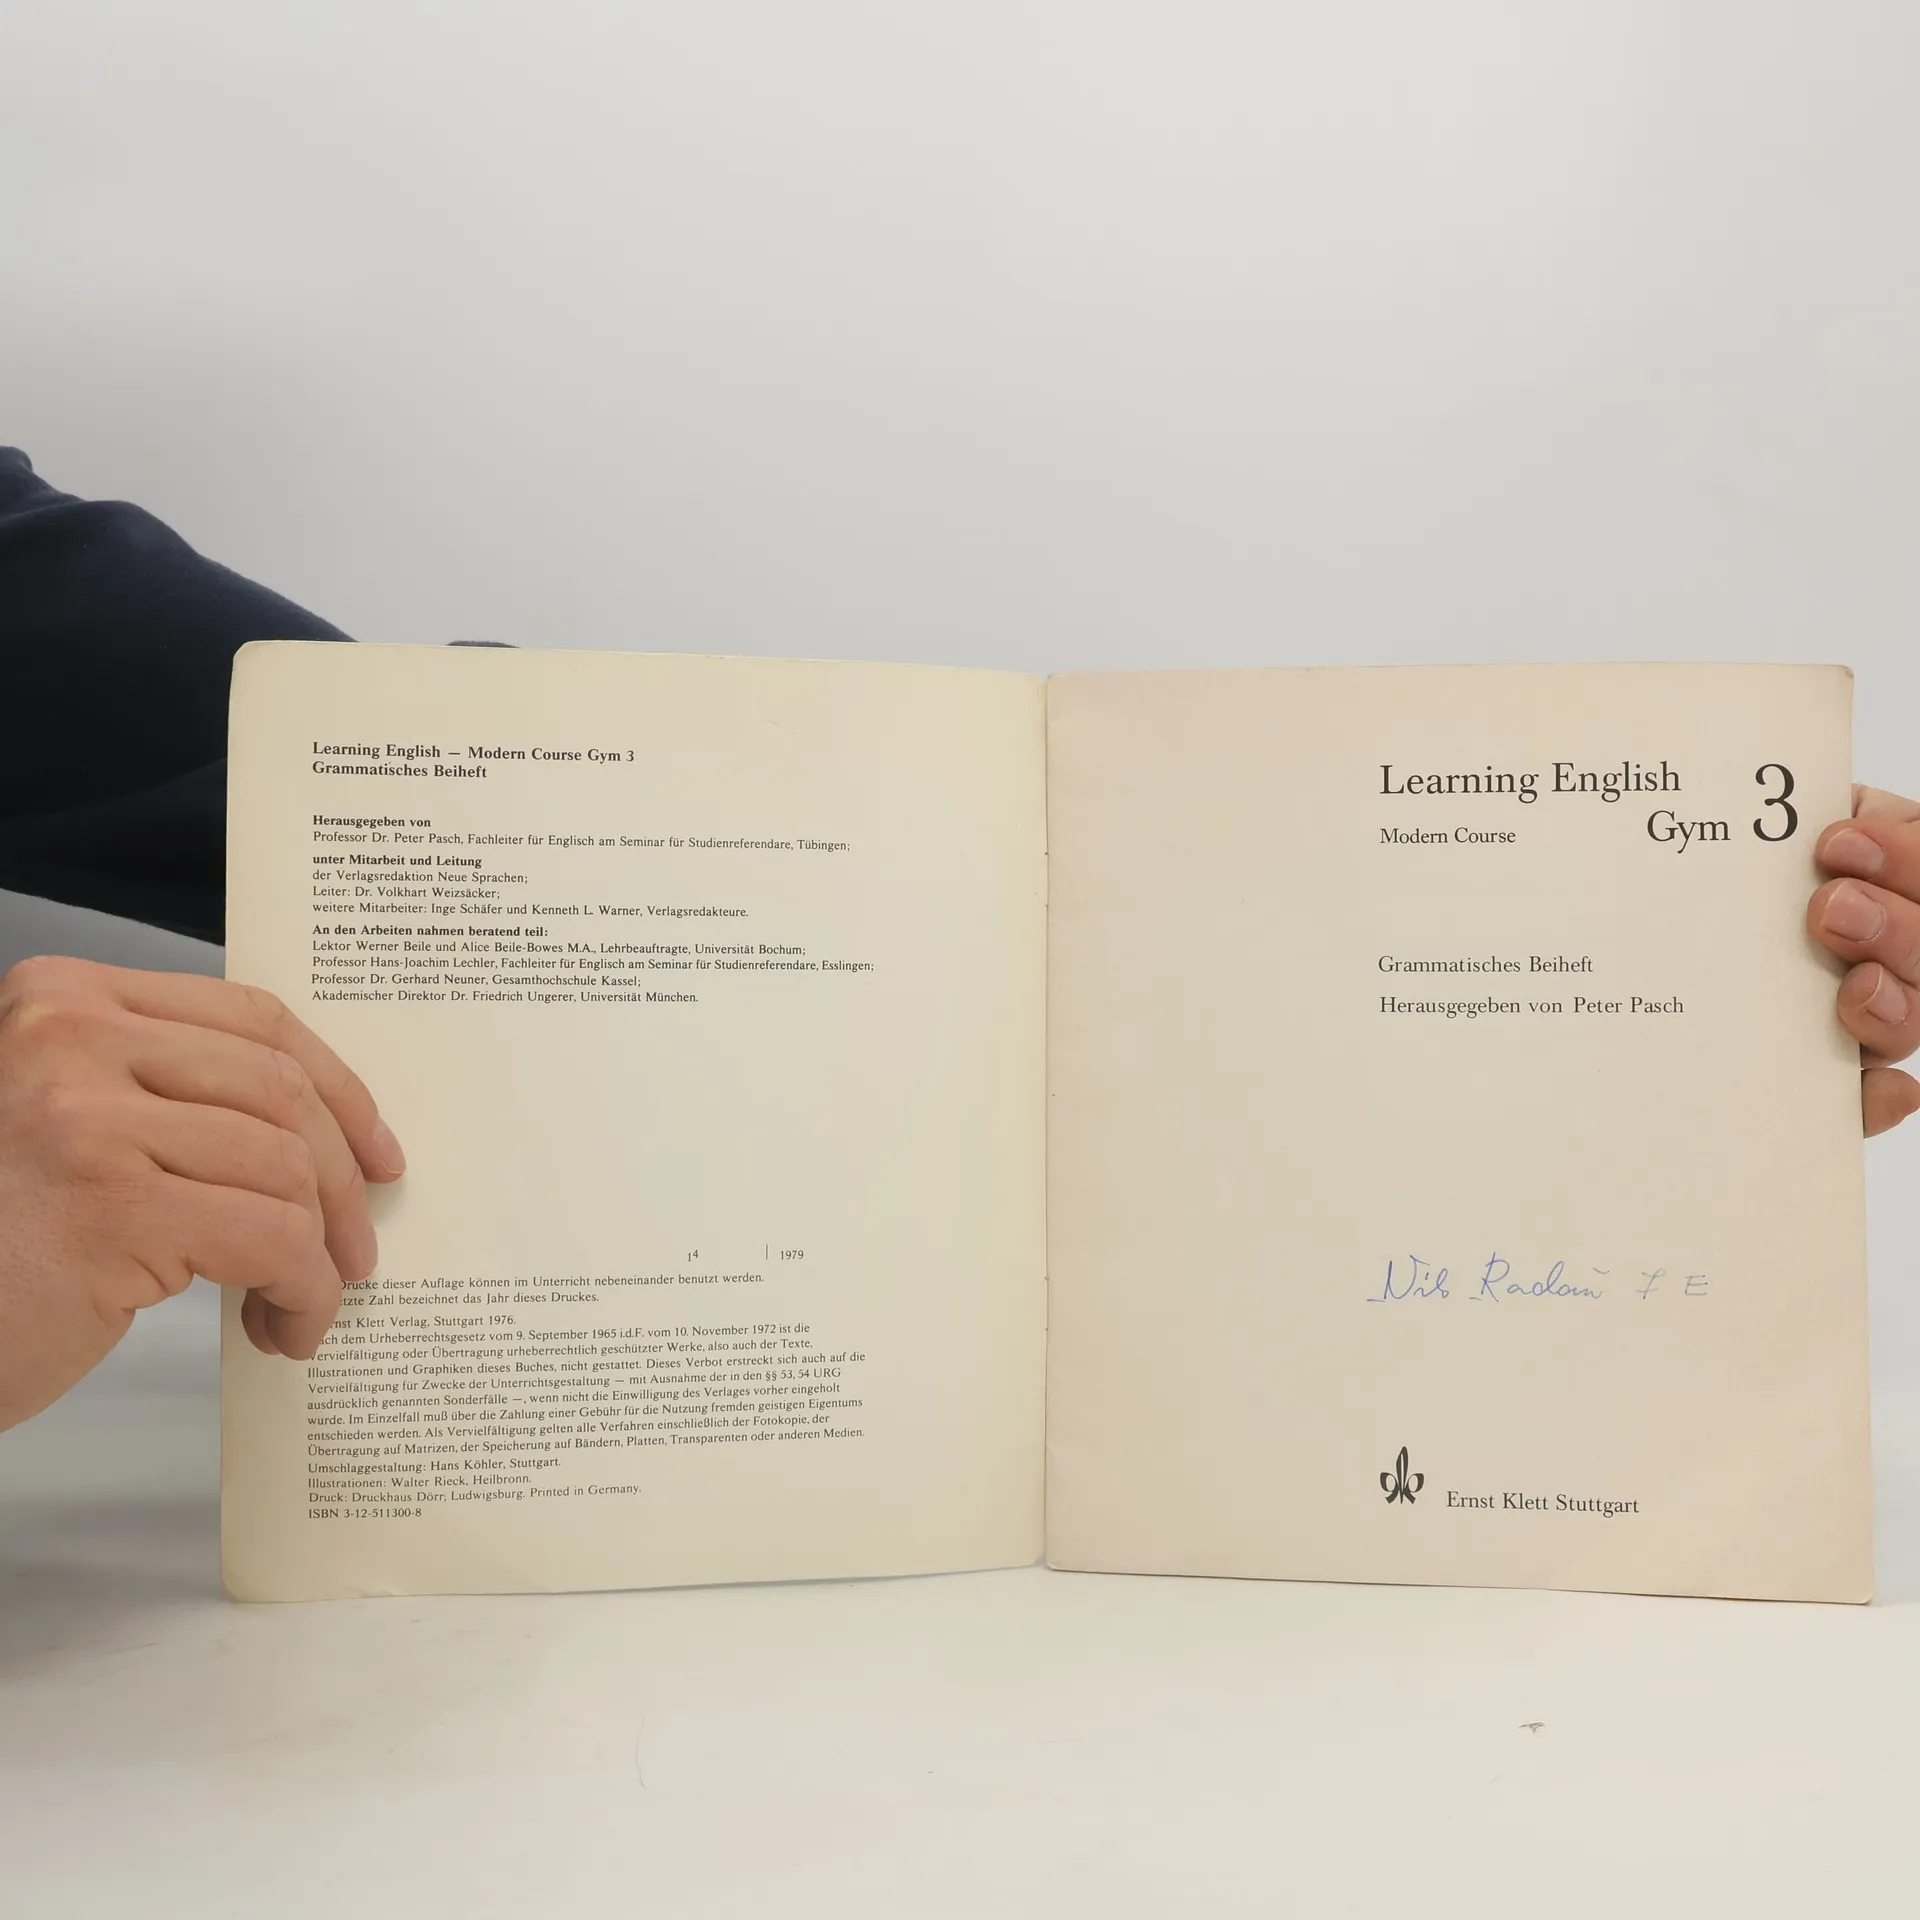 Learning English — Modern Course Gym 3
Grammatisches Beiheft
Herausgegeben von
Professor Dr. Peter Pasch, Fachleiter für Englisch am Seminar für Studienreferendare, Tübingen;
unter Mitarbeit und Leitung
der Verlagsredaktion Neue Sprachen;
Leiter: Dr. Volkhart Weizsäcker;
weitere Mitarbeiter: Inge Schäfer und Kenneth L. Warner, Verlagsredakteure.
An den Arbeiten nahmen beratend teil:
Lektor Werner Beile und Alice Beile-Bowes M.A., Lehrbeauftragte, Universität Bochum;
Professor Hans-Joachim Lechler, Fachleiter für Englisch am Seminar für Studienreferendare, Esslingen;
Professor Dr. Gerhard Neuner, Gesamthochschule Kassel;
Akademischer Direktor Dr. Friedrich Ungerer, Universität München.
1⁴ | 1979
Drucke dieser Auflage können im Unterricht nebeneinander benutzt werden.
Zahl bezeichnet das Jahr dieses Druckes.
Klett Verlag, Stuttgart 1976.
dem Urheberrechtsgesetz vom 9. September 1965 i.d.F. vom 10. November 1972 ist die
Vervielfältigung oder Übertragung urheberrechtlich geschützter Werke, also auch der Texte,
Illustrationen und Graphiken dieses Buches, nicht gestattet. Dieses Verbot erstreckt sich auch auf die
Vervielfältigung für Zwecke der Unterrichtsgestaltung — mit Ausnahme der in den §§ 53, 54 URG
ausdrücklich genannten Sonderfälle —, wenn nicht die Einwilligung des Verlages vorher eingeholt
wurde. Im Einzelfall muß über die Zahlung einer Gebühr für die Nutzung fremden geistigen Eigentums
entschieden werden. Als Vervielfältigung gelten alle Verfahren einschließlich der Fotokopie, der
Übertragung auf Matrizen, der Speicherung auf Bändern, Platten, Transparenten oder anderen Medien.
Umschlaggestaltung: Hans Köhler, Stuttgart.
Illustrationen: Walter Rieck, Heilbronn.
Druck: Druckhaus Dörr, Ludwigsburg. Printed in Germany.
ISBN 3-12-511300-8
Learning English
Modern Course Gym 3
Grammatisches Beiheft
Herausgegeben von Peter Pasch
Nils 7 E
Ernst Klett Stuttgart